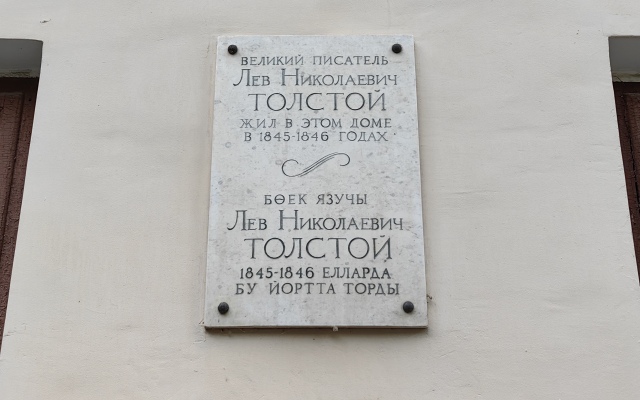 ВЕЛИКИЙ ПИСАТЕЛЬ
ЛЕВ НИКОЛАЕВИЧ
ТОЛСТОЙ
ЖИЛ В ЭТОМ ДОМЕ
В 1845-1846 ГОДАХ
БӨЕК ЯЗУЧЫ
ЛЕВ НИКОЛАЕВИЧ
ТОЛСТОЙ
1845-1846 ЕЛЛАРДА
БУ ЙОРТТА ТОРДЫ